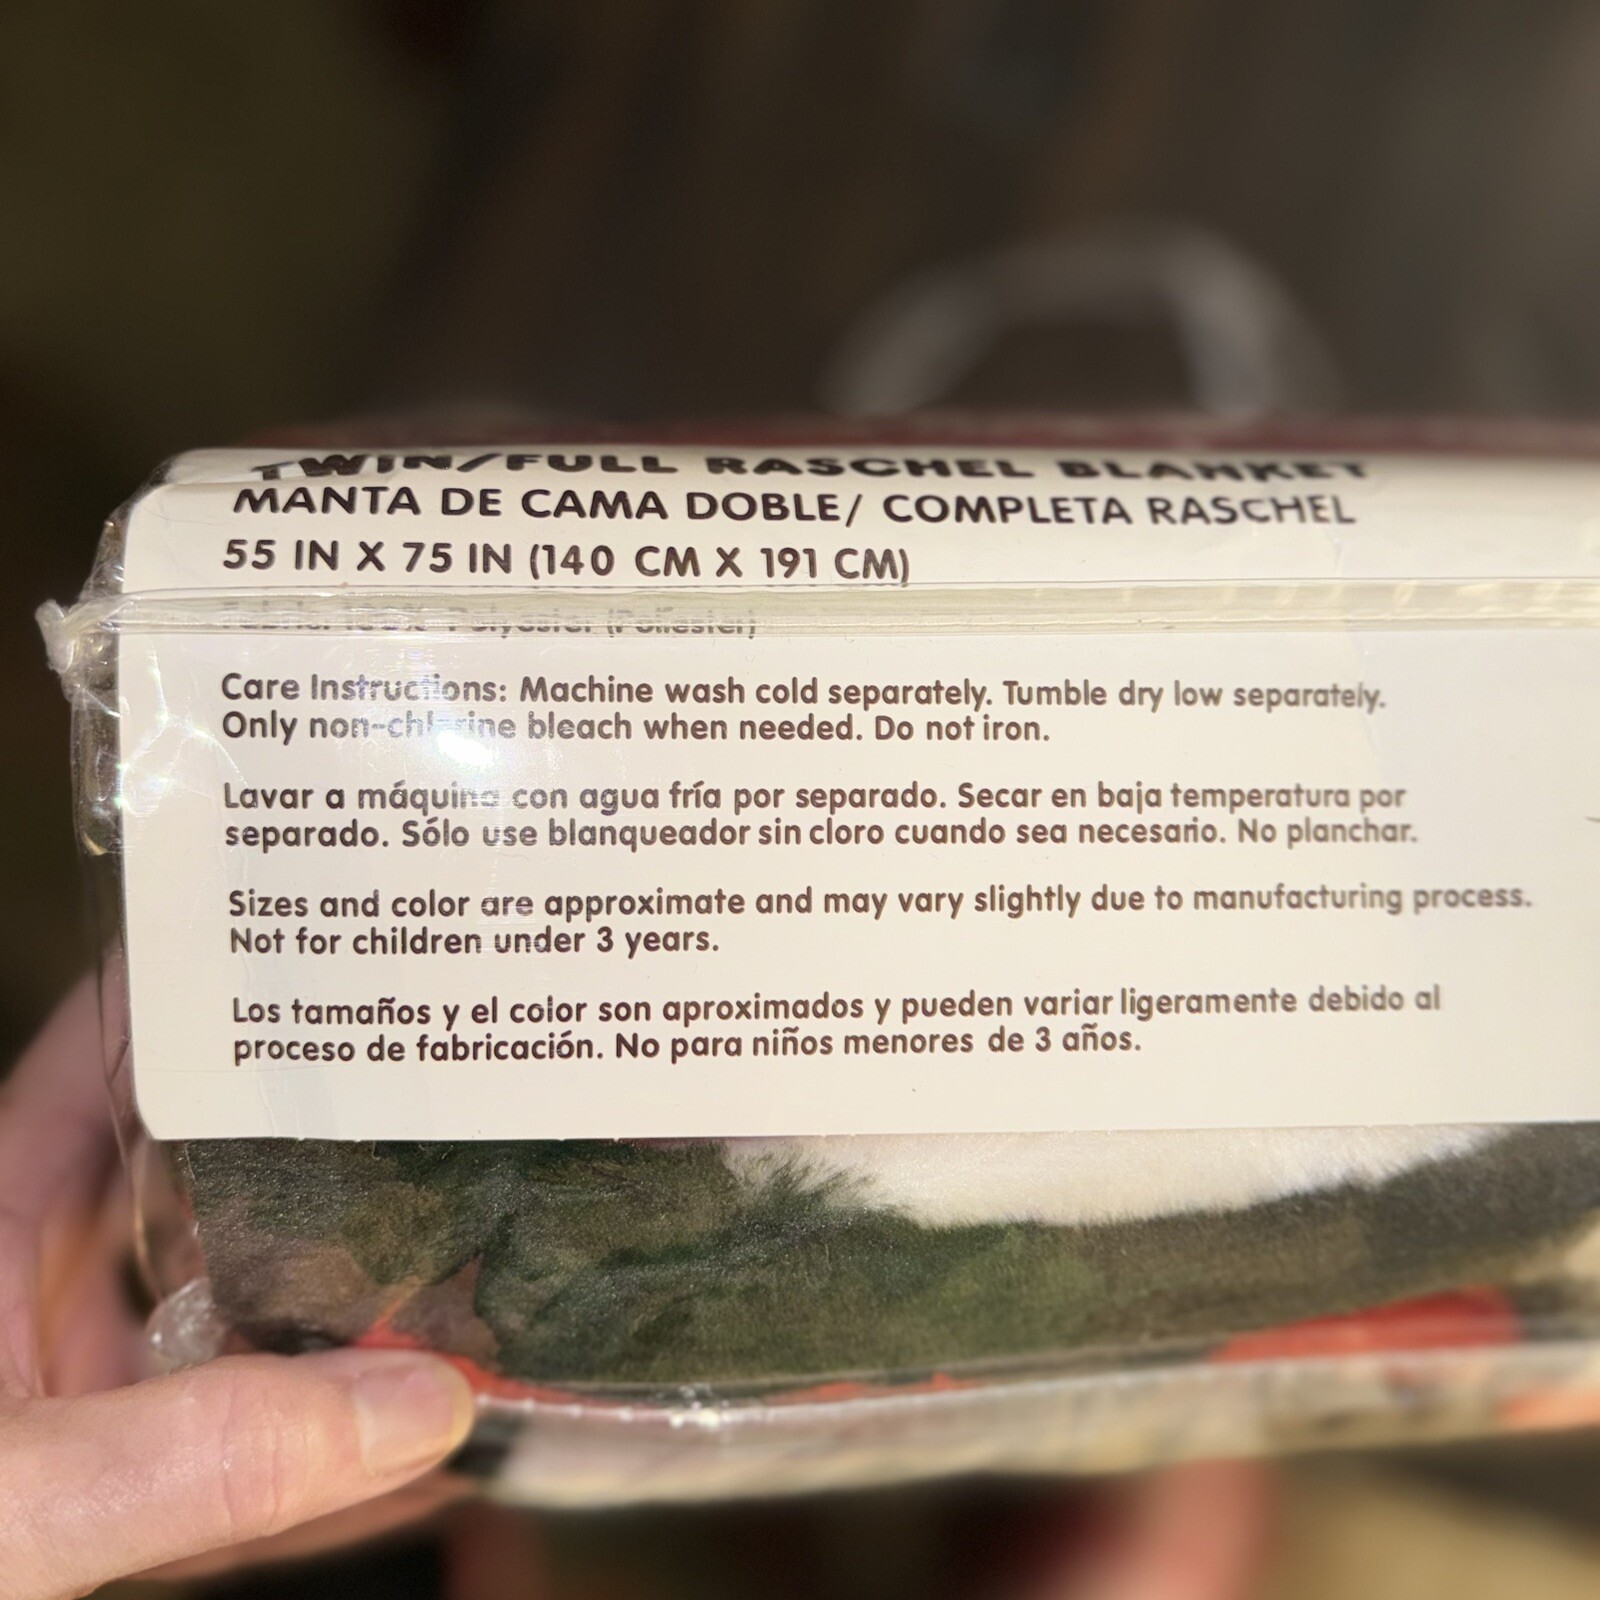 TWIN/FULL RASCHEL BLANKET
MANTA DE CAMA DOBLE/ COMPLETA RASCHEL
55 IN X 75 IN (140 CM X 191 CM)
Fabric: 100% Polyester (Poliester)
Care Instructions: Machine wash cold separately. Tumble dry low separately.
Only non-chlorine bleach when needed. Do not iron.
Lavar a máquina con agua fría por separado. Secar en baja temperatura por
separado. Sólo use blanqueador sin cloro cuando sea necesario. No planchar.
Sizes and color are approximate and may vary slightly due to manufacturing process.
Not for children under 3 years.
Los tamaños y el color son aproximados y pueden variar ligeramente debido al
proceso de fabricación. No para niños menores de 3 años.